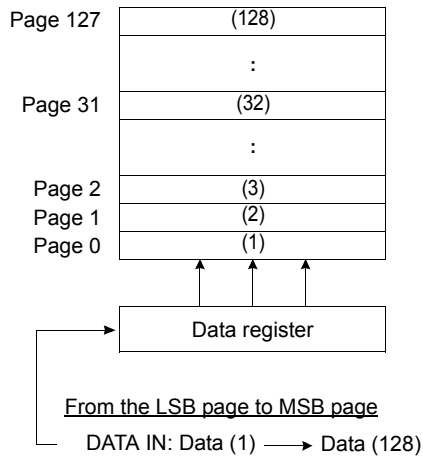 Page 127 (128)
:
Page 31 (32)
:
Page 2 (3)
Page 1 (2)
Page 0 (1)
Data register
From the LSB page to MSB page
DATA IN: Data (1) Data (128)